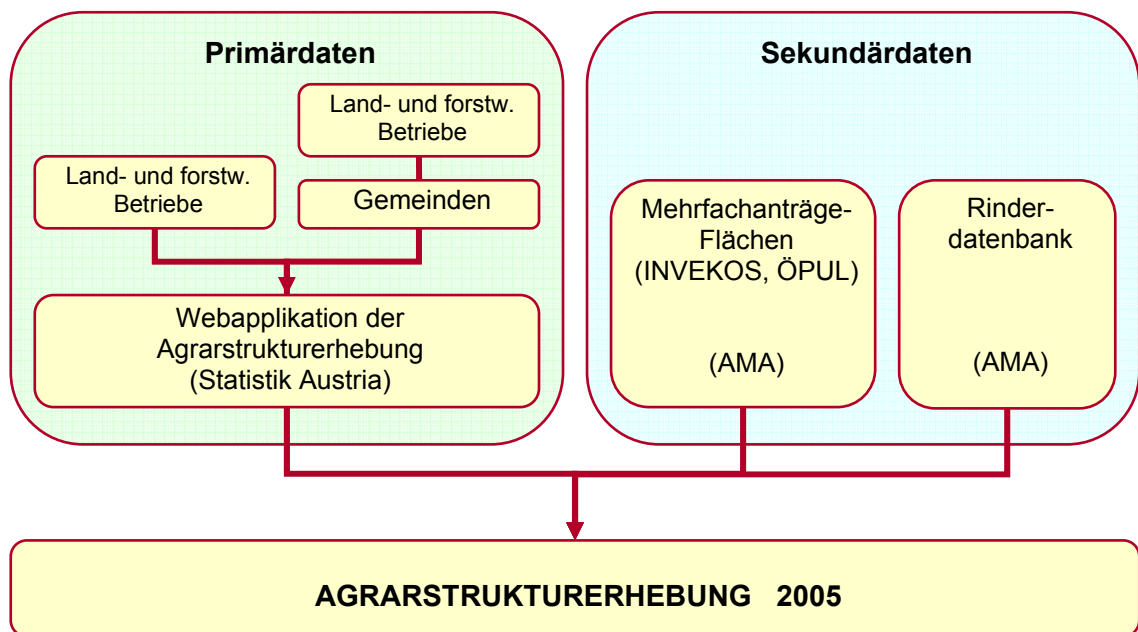 Primärdaten
Land- und forstw.
Betriebe
Land- und forstw.
Betriebe
Gemeinden
Webapplikation der
Agrarstrukturerhebung
(Statistik Austria)
Sekundärdaten
Mehrfachanträge-
Flächen
(INVEKOS, ÖPUL)
(AMA)
Rinder-
datenbank
(AMA)
AGRARSTRUKTURERHEBUNG 2005